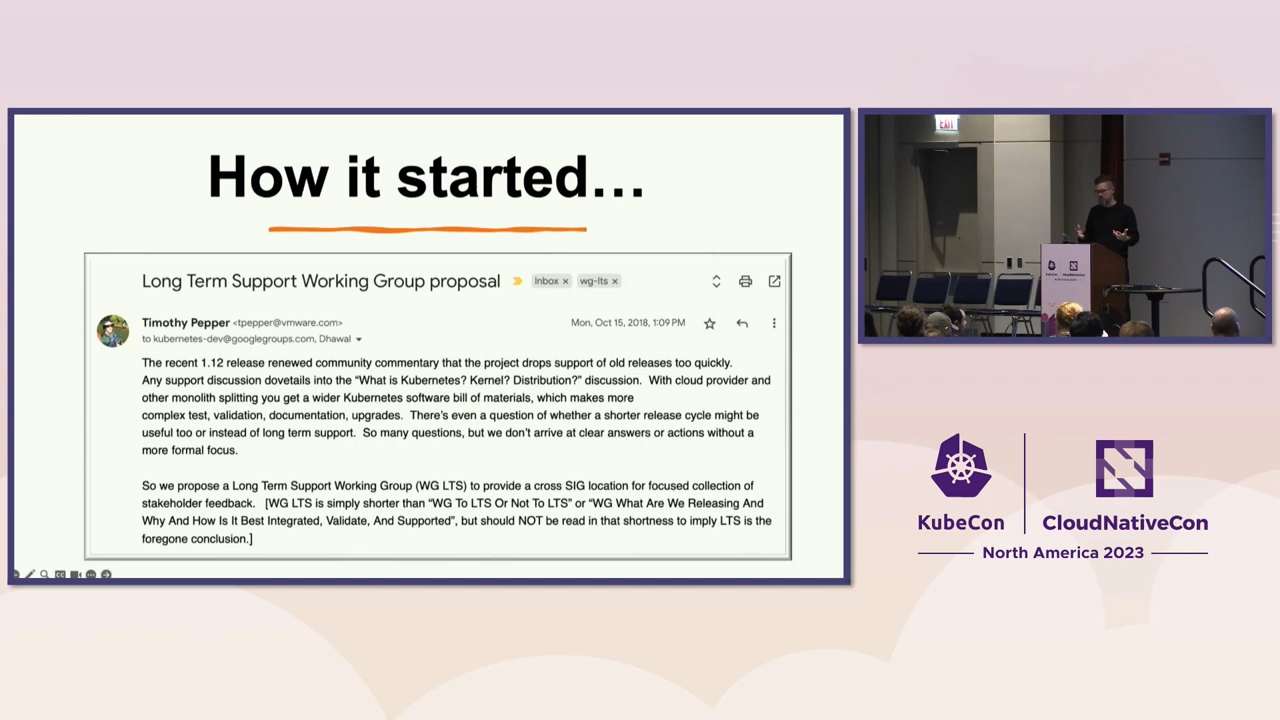 How it started...
Long Term Support Working Group proposal
Inbox × wg-lts ×
Timothy Pepper <tpepper@vmware.com>
Mon, Oct 15, 2018, 1:09 PM
to kubernetes-dev@googlegroups.com, Dhawal
The recent 1.12 release renewed community commentary that the project drops support of old releases too quickly.
Any support discussion dovetails into the “What is Kubernetes? Kernel? Distribution?” discussion. With cloud provider and
other monolith splitting you get a wider Kubernetes software bill of materials, which makes more
complex test, validation, documentation, upgrades. There’s even a question of whether a shorter release cycle might be
useful too or instead of long term support. So many questions, but we don’t arrive at clear answers or actions without a
more formal focus.
So we propose a Long Term Support Working Group (WG LTS) to provide a cross SIG location for focused collection of
stakeholder feedback. [WG LTS is simply shorter than “WG To LTS Or Not To LTS” or “WG What Are We Releasing And
Why And How Is It Best Integrated, Validate, And Supported”, but should NOT be read in that shortness to imply LTS is the
foregone conclusion.]
EXIT
KubeCon
CloudNativeCon
North America 2023